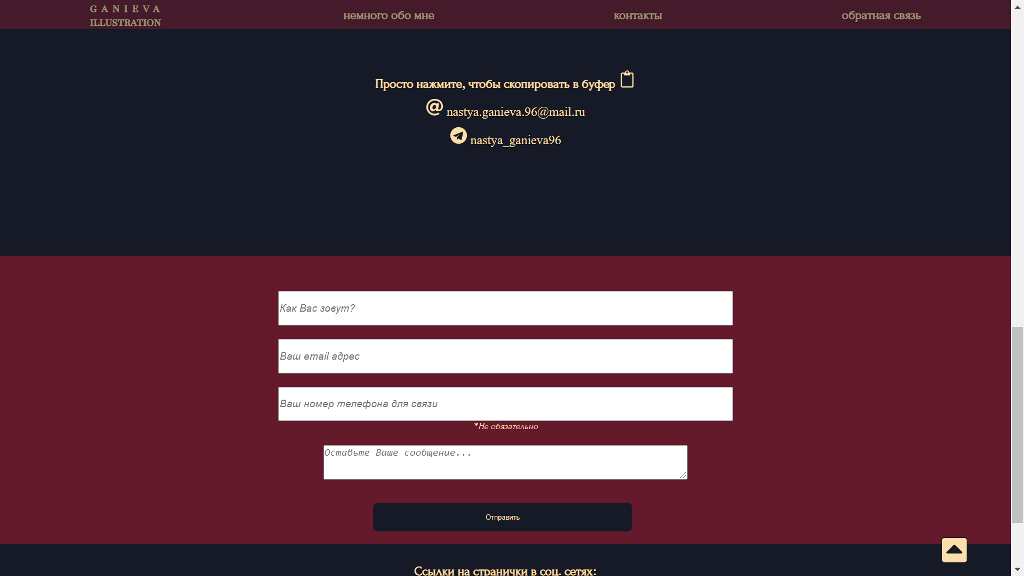 GANIEVA
ILLUSTRATION
немного обо мне
контакты
обратная связь
Просто нажмите, чтобы скопировать в буфер
nastya.ganieva.96@mail.ru
nastya_ganieva96
Как Вас зовут?
Ваш email адрес
Ваш номер телефона для связи
*Не обязательно
Оставьте Ваше сообщение...
Отправить
Ссылки на странички в соц. сетях: